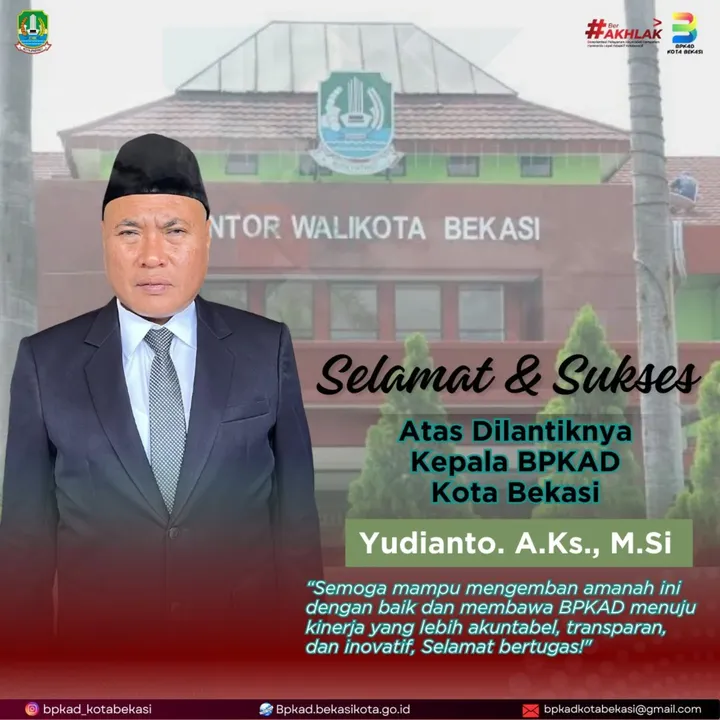 Ber
#AKHLAK
BPKAD
KOTA BEKASI
NTOR WALIKOTA BEKASI
Selamat & Sukses
Atas Dilantiknya
Kepala BPKAD
Kota Bekasi
Yudianto. A.Ks., M.Si
“Semoga mampu mengemban amanah ini
dengan baik dan membawa BPKAD menuju
kinerja yang lebih akuntabel, transparan,
dan inovatif, Selamat bertugas!"
bpkad_kotabekasi
Bpkad.bekasikota.go.id
bpkadkotabekasi@gmail.com